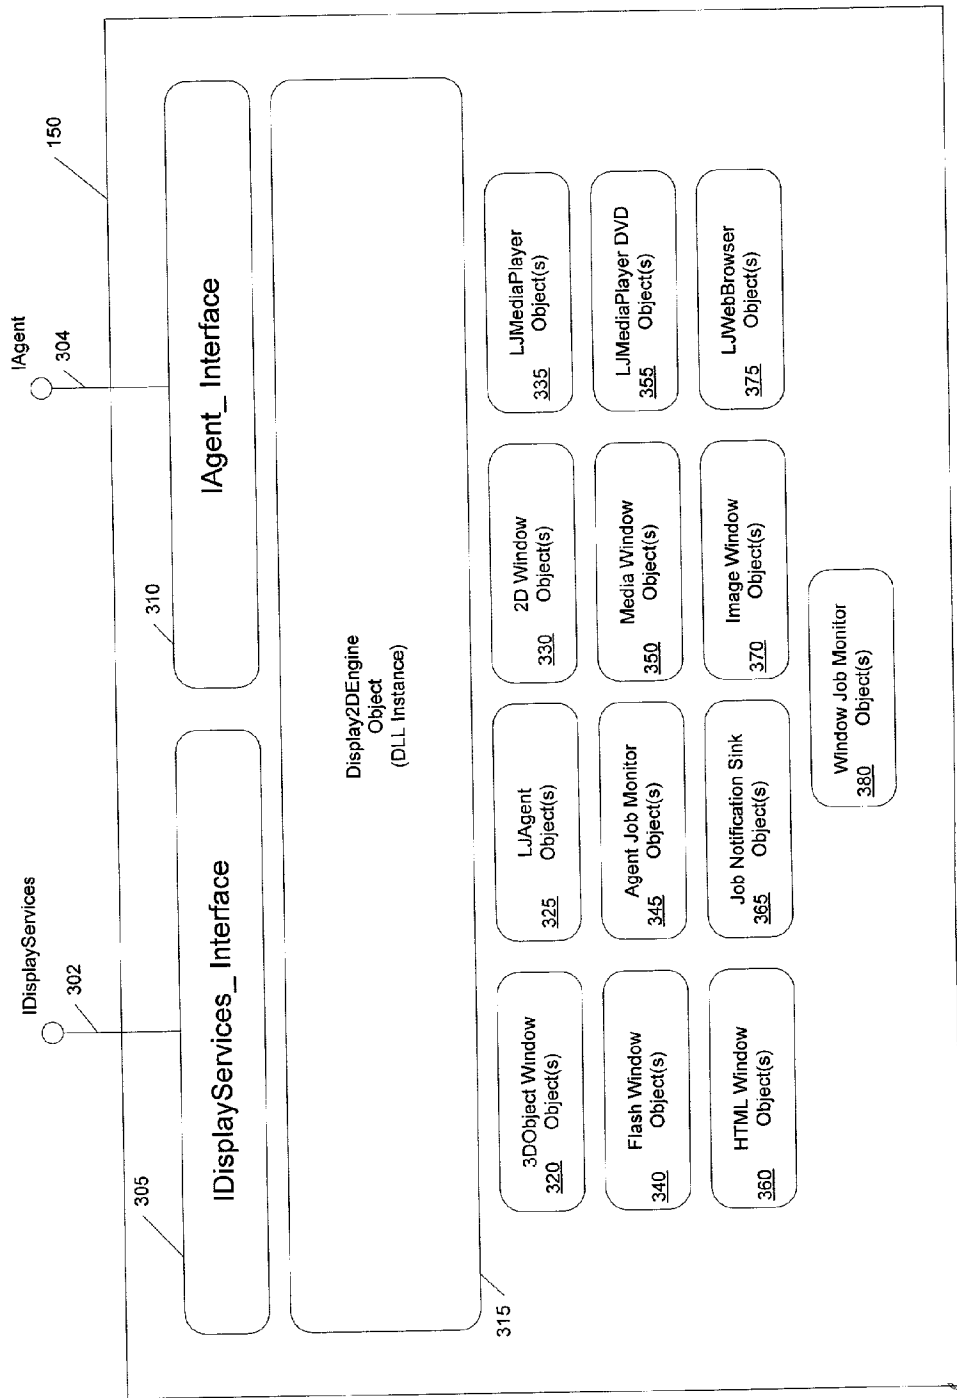 IDisplayServices
302
IAgent
304
150
305
IDisplayServices_ Interface
310
IAgent_ Interface
Display2DEngine
Object
(DLL Instance)
315
3DObject Window
320 Object(s)
LJAgent
325 Object(s)
2D Window
330 Object(s)
LJMediaPlayer
335 Object(s)
Flash Window
340 Object(s)
Agent Job Monitor
345 Object(s)
Media Window
350 Object(s)
LJMediaPlayer DVD
355 Object(s)
HTML Window
360 Object(s)
Job Notification Sink
365 Object(s)
Image Window
370 Object(s)
LJWebBrowser
375 Object(s)
Window Job Monitor
380 Object(s)